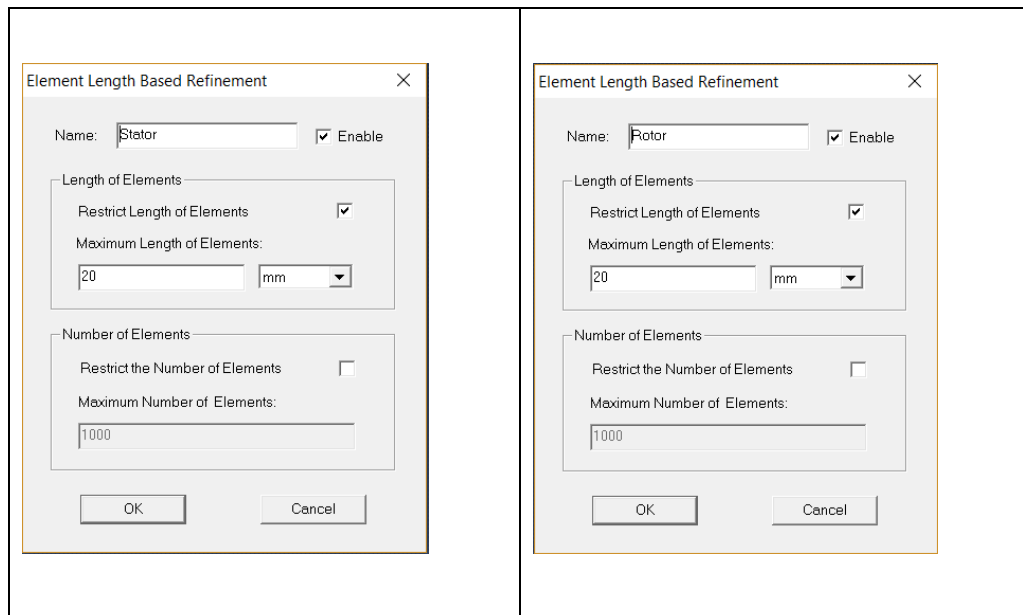 Element Length Based Refinement
Name: Stator Enable
Length of Elements
Restrict Length of Elements
Maximum Length of Elements:
20 mm
Number of Elements
Restrict the Number of Elements
Maximum Number of Elements:
1000
OK Cancel
Element Length Based Refinement
Name: Rotor Enable
Length of Elements
Restrict Length of Elements
Maximum Length of Elements:
20 mm
Number of Elements
Restrict the Number of Elements
Maximum Number of Elements:
1000
OK Cancel